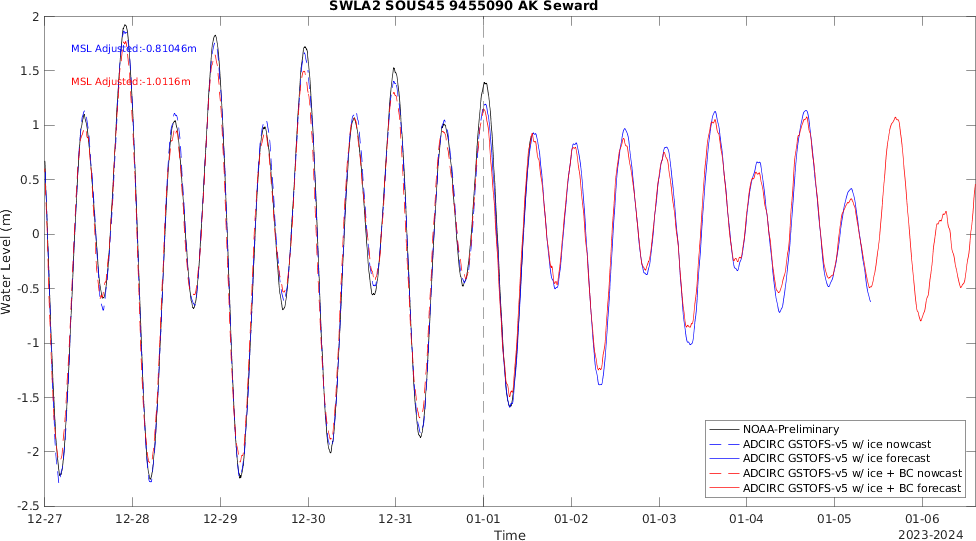 SWLA2 SOUS45 9455090 AK Seward
2
1.5
1
0.5
0
-0.5
-1
-1.5
-2
-2.5
Water Level (m)
MSL Adjusted:-0.81046m
MSL Adjusted:-1.0116m
NOAA-Preliminary
ADCIRC GSTOFS-v5 w/ ice nowcast
ADCIRC GSTOFS-v5 w/ ice forecast
ADCIRC GSTOFS-v5 w/ ice + BC nowcast
ADCIRC GSTOFS-v5 w/ ice + BC forecast
12-27 12-28 12-29 12-30 12-31 01-01 01-02 01-03 01-04 01-05 01-06
Time
2023-2024